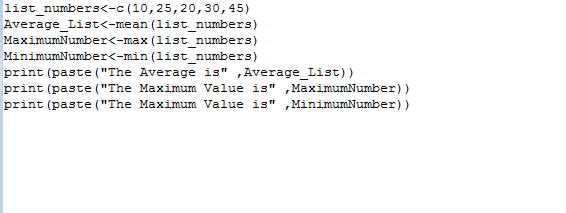 list_numbers<-c(10,25,20,30,45)
Average_List<-mean(list_numbers)
MaximumNumber<-max(list_numbers)
MinimumNumber<-min(list_numbers)
print(paste("The Average is" ,Average_List))
print(paste("The Maximum Value is" ,MaximumNumber))
print(paste("The Maximum Value is" ,MinimumNumber))